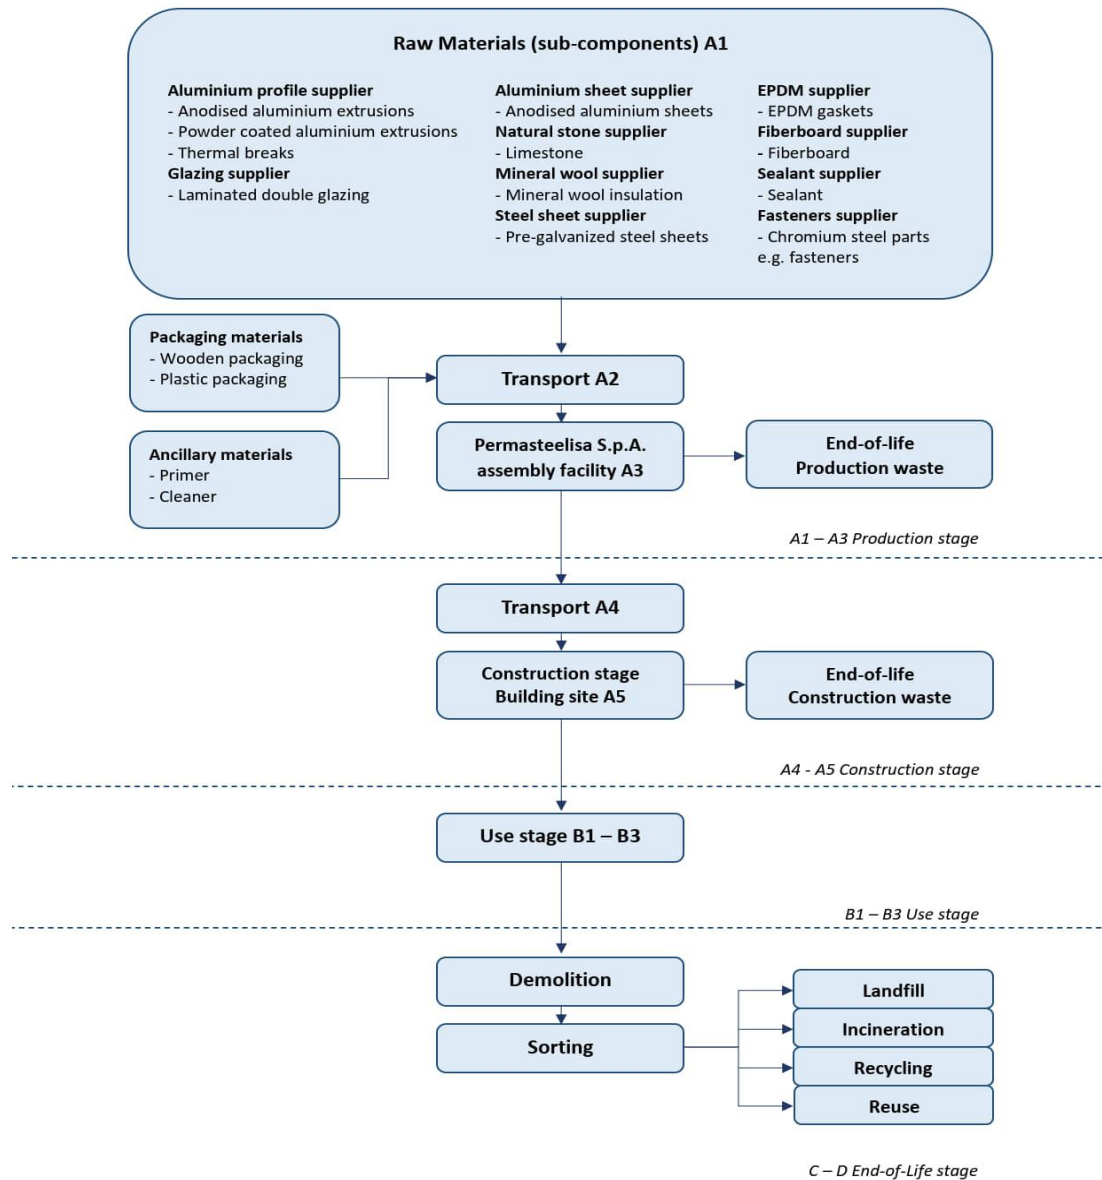 Raw Materials (sub-components) A1
Aluminium profile supplier
- Anodised aluminium extrusions
- Powder coated aluminium extrusions
- Thermal breaks
Glazing supplier
- Laminated double glazing
Aluminium sheet supplier
- Anodised aluminium sheets
Natural stone supplier
- Limestone
Mineral wool supplier
- Mineral wool insulation
Steel sheet supplier
- Pre-galvanized steel sheets
EPDM supplier
- EPDM gaskets
Fiberboard supplier
- Fiberboard
Sealant supplier
- Sealant
Fasteners supplier
- Chromium steel parts
e.g. fasteners
Packaging materials
- Wooden packaging
- Plastic packaging
Transport A2
Ancillary materials
- Primer
- Cleaner
Permasteelisa S.p.A.
assembly facility A3
End-of-life
Production waste
A1 – A3 Production stage
Transport A4
Construction stage
Building site A5
End-of-life
Construction waste
A4 - A5 Construction stage
Use stage B1 – B3
B1 – B3 Use stage
Demolition
Sorting
Landfill
Incineration
Recycling
Reuse
C – D End-of-Life stage